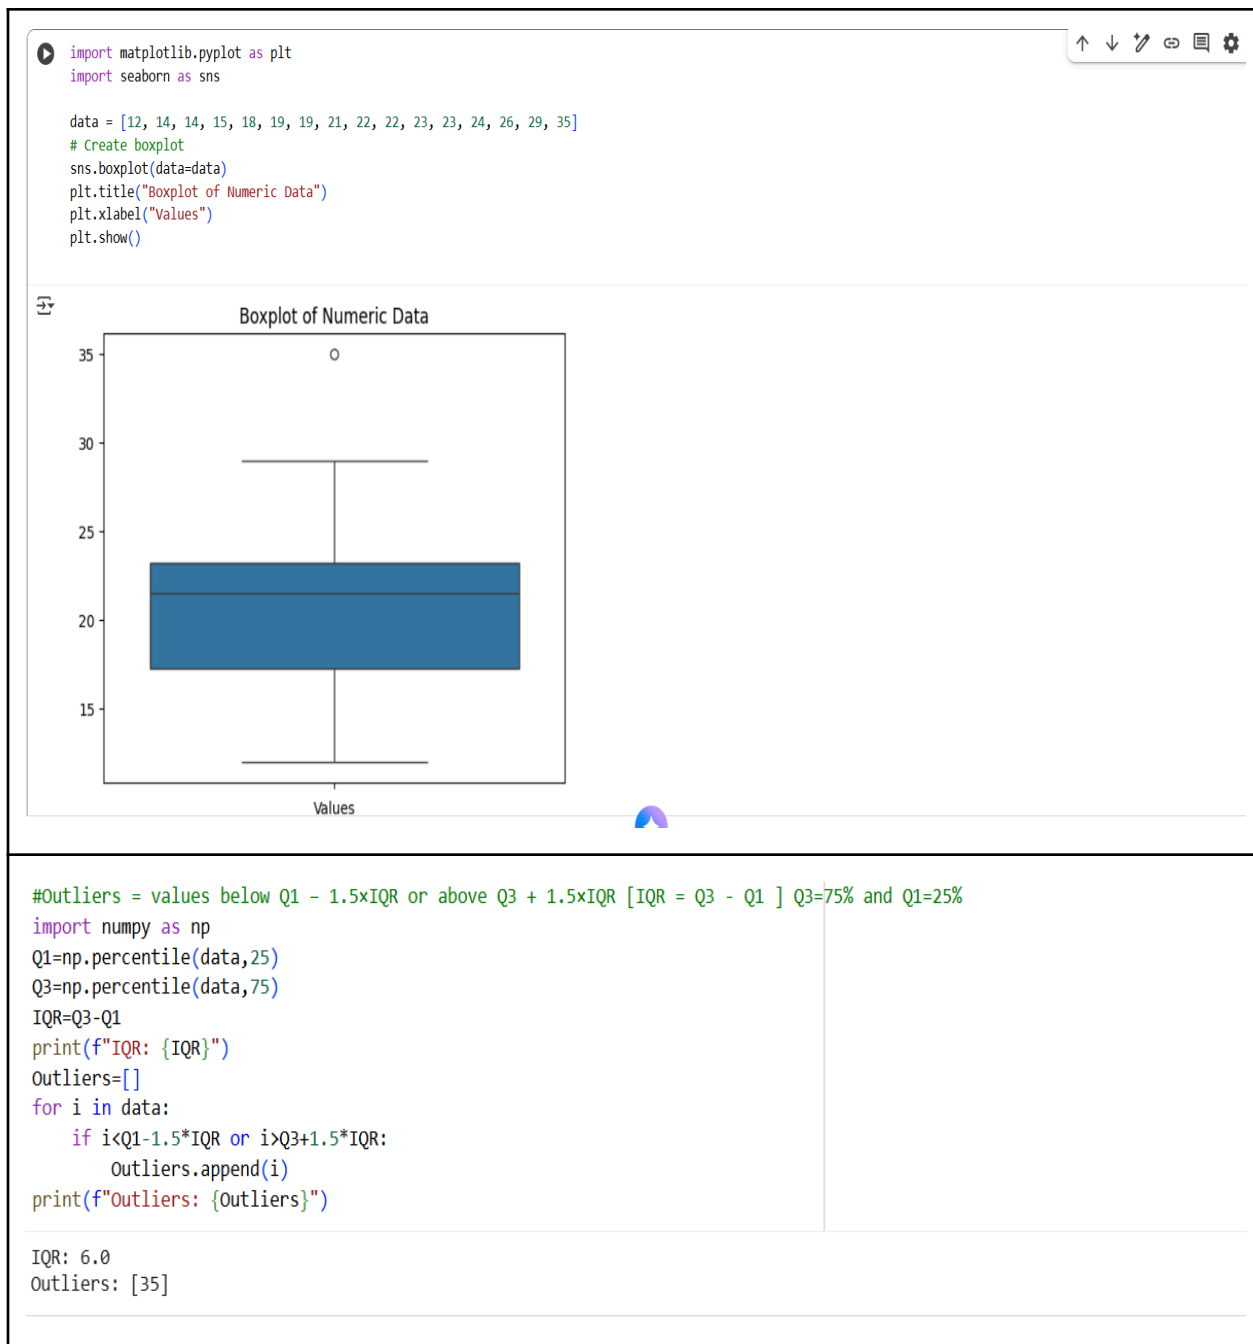 import matplotlib.pyplot as plt
import seaborn as sns
data = [12, 14, 14, 15, 18, 19, 19, 21, 22, 22, 23, 23, 24, 26, 29, 35]
# Create boxplot
sns.boxplot(data=data)
plt.title("Boxplot of Numeric Data")
plt.xlabel("Values")
plt.show()
Boxplot of Numeric Data
35
30
25
20
15
Values
#Outliers = values below Q1 – 1.5×IQR or above Q3 + 1.5×IQR [IQR = Q3 - Q1 ] Q3=75% and Q1=25%
import numpy as np
Q1=np.percentile(data,25)
Q3=np.percentile(data,75)
IQR=Q3-Q1
print(f"IQR: {IQR}")
Outliers=[]
for i in data:
    if i<Q1-1.5*IQR or i>Q3+1.5*IQR:
        Outliers.append(i)
print(f"Outliers: {Outliers}")
IQR: 6.0
Outliers: [35]